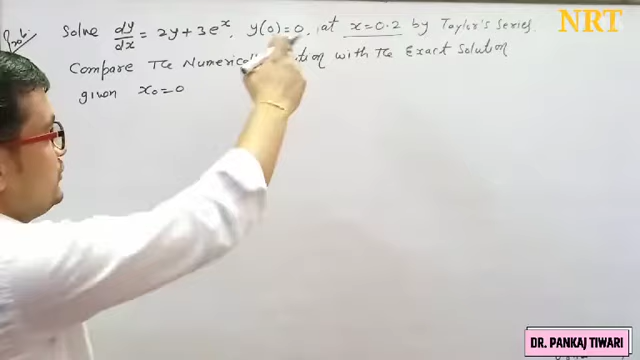 Prob
Solve dy/dx = 2y + 3e^x, y(0)=0, at x=0.2 by Taylor's Series.
Compare The Numerical with The Exact Solution
given x₀=0
NRT
DR. PANKAJ TIWARI